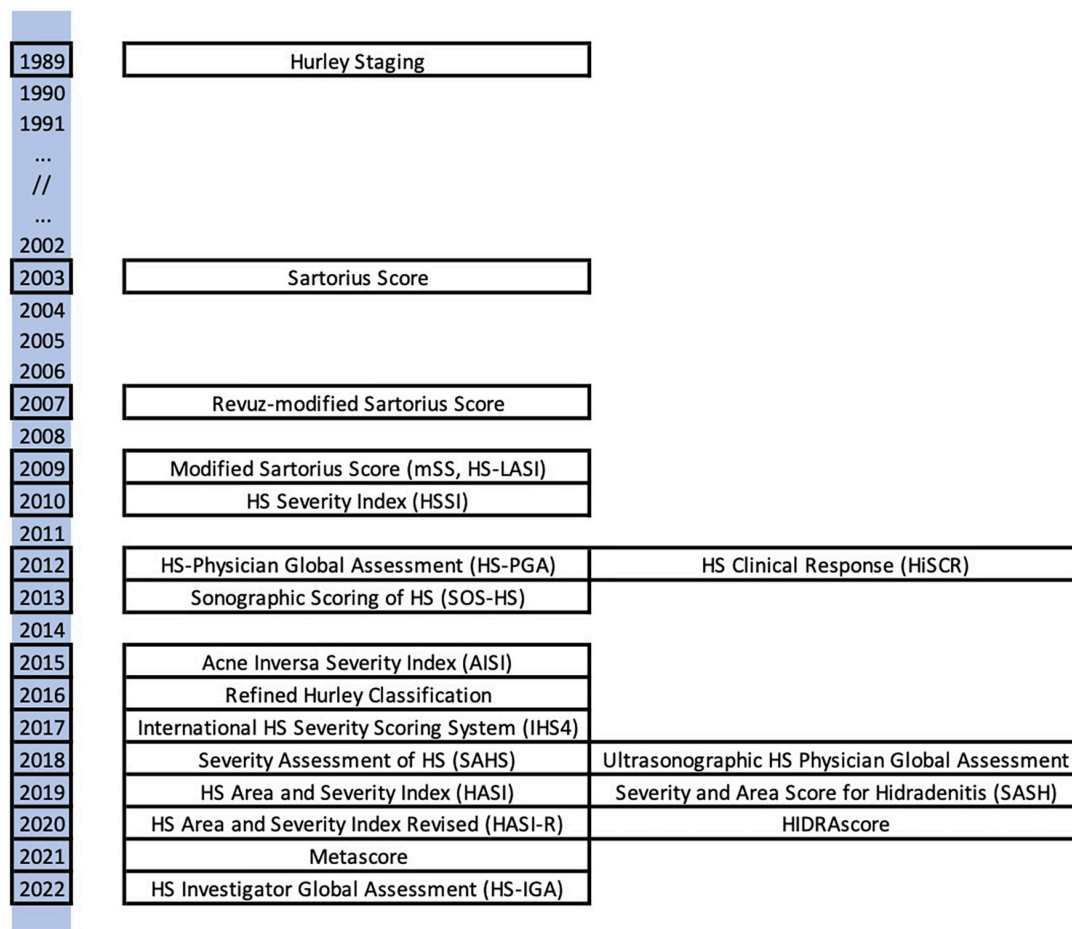 1989 Hurley Staging
1990
1991
...
//
...
2002
2003 Sartorius Score
2004
2005
2006
2007 Revuz-modified Sartorius Score
2008
2009 Modified Sartorius Score (mSS, HS-LASI)
2010 HS Severity Index (HSSI)
2011
2012 HS-Physician Global Assessment (HS-PGA) HS Clinical Response (HiSCR)
2013 Sonographic Scoring of HS (SOS-HS)
2014
2015 Acne Inversa Severity Index (AISI)
2016 Refined Hurley Classification
2017 International HS Severity Scoring System (IHS4)
2018 Severity Assessment of HS (SAHS) Ultrasonographic HS Physician Global Assessment
2019 HS Area and Severity Index (HASI) Severity and Area Score for Hidradenitis (SASH)
2020 HS Area and Severity Index Revised (HASI-R) HIDRAscore
2021 Metascore
2022 HS Investigator Global Assessment (HS-IGA)